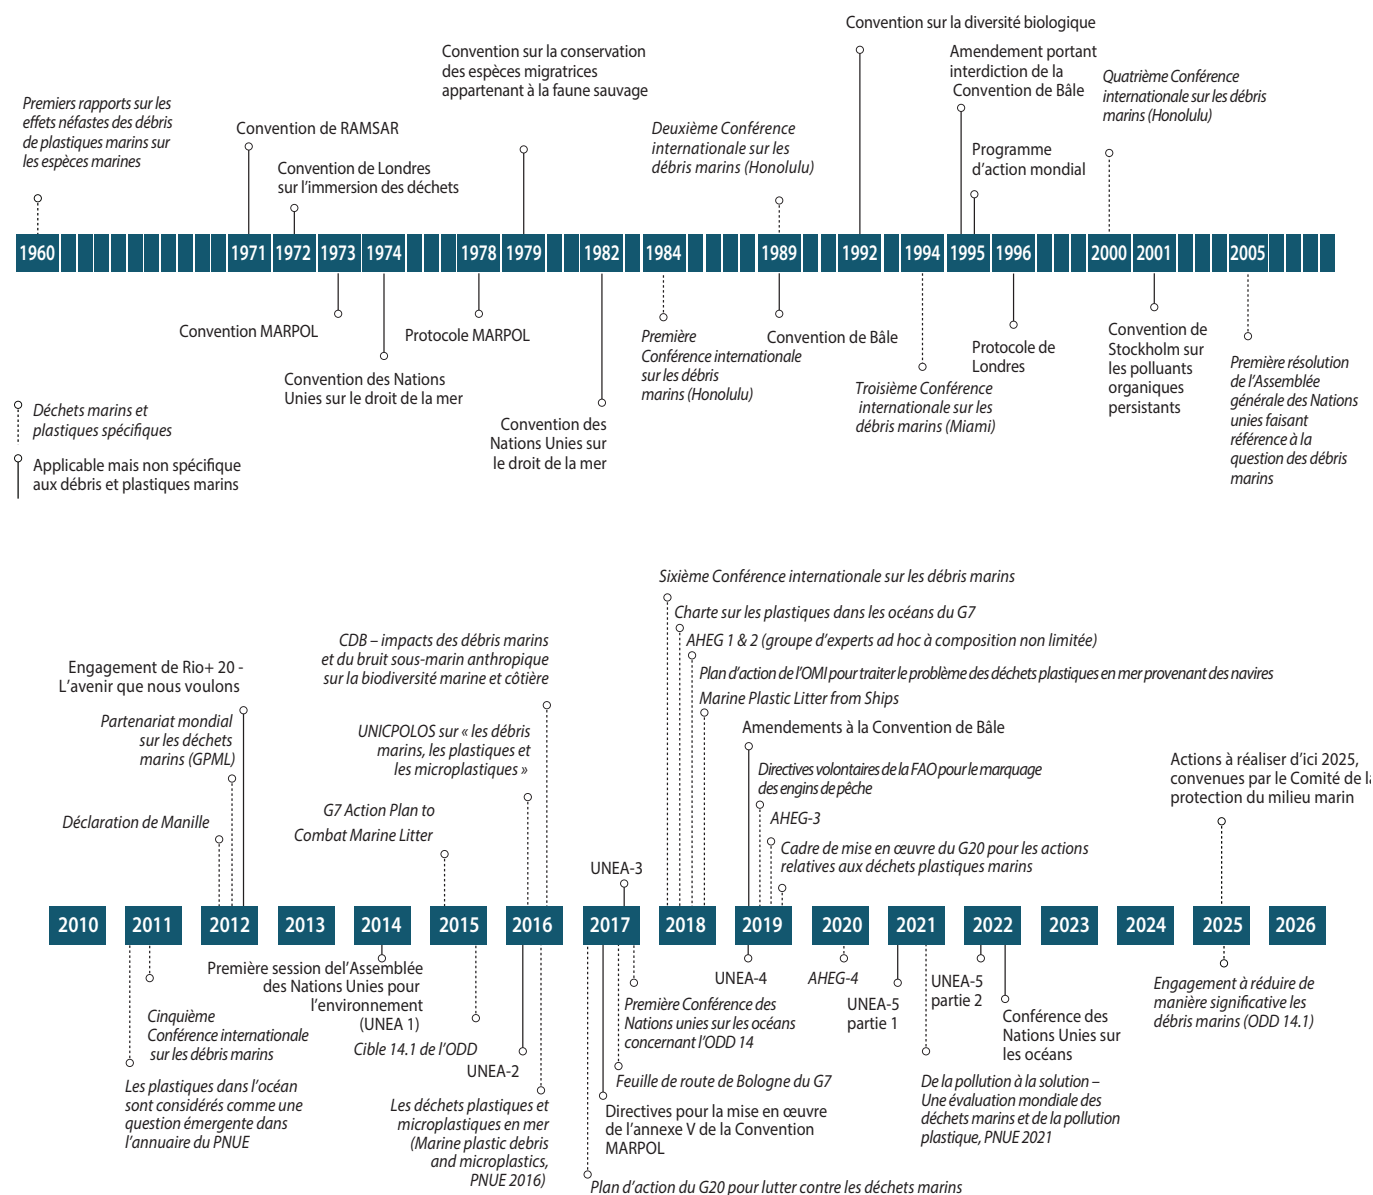 Convention sur la diversité biologique
Convention sur la conservation
des espèces migratrices
appartenant à la faune sauvage
Amendement portant
interdiction de la
Convention de Bâle
Quatrième Conférence
internationale sur les débris
marins (Honolulu)
Premiers rapports sur les
effets néfastes des débris
de plastiques marins sur
les espèces marines
Convention de RAMSAR
Deuxième Conférence
internationale sur les
débris marins (Honolulu)
Convention de Londres
sur l'immersion des déchets
Programme
d'action mondial
1960 1971 1972 1973 1974 1978 1979 1982 1984 1989 1992 1994 1995 1996 2000 2001 2005
Convention MARPOL
Protocole MARPOL
Convention des Nations
Unies sur le droit de la mer
Convention des
Nations Unies sur
le droit de la mer
Première
Conférence internationale
sur les débris
marins (Honolulu)
Convention de Bâle
Troisième Conférence
internationale sur les
débris marins (Miami)
Protocole de
Londres
Convention de
Stockholm sur
les polluants
organiques
persistants
Première résolution
de l'Assemblée
générale des Nations
unies faisant
référence à la
question des débris
marins
Déchets marins et
plastiques spécifiques
Applicable mais non spécifique
aux débris et plastiques marins
Sixième Conférence internationale sur les débris marins
Charte sur les plastiques dans les océans du G7
AHEG 1 & 2 (groupe d'experts ad hoc à composition non limitée)
Plan d'action de l'OMI pour traiter le problème des déchets plastiques en mer provenant des navires
Marine Plastic Litter from Ships
CDB – impacts des débris marins
et du bruit sous-marin anthropique
sur la biodiversité marine et côtière
Engagement de Rio+ 20 -
L'avenir que nous voulons
Partenariat mondial
sur les déchets
marins (GPML)
UNICPOLOS sur « les débris
marins, les plastiques et
les microplastiques »
Amendements à la Convention de Bâle
Directives volontaires de la FAO pour le marquage
des engins de pêche
Actions à réaliser d'ici 2025,
convenues par le Comité de
protection du milieu marin
Déclaration de Manille
G7 Action Plan to
Combat Marine Litter
AHEG-3
Cadre de mise en œuvre du G20 pour les actions
relatives aux déchets plastiques marins
UNEA-3
2010 2011 2012 2013 2014 2015 2016 2017 2018 2019 2020 2021 2022 2023 2024 2025 2026
Cinquième
Conférence internationale
sur les débris marins
Les plastiques dans l'océan
sont considérés comme une
question émergente dans
l'annuaire du PNUE
Première session del'Assemblée
des Nations Unies pour
l'environnement
(UNEA 1)
Cible 14.1 de l'ODD
UNEA-2
Les déchets plastiques et
microplastiques en mer
(Marine plastic debris
and microplastics,
PNUE 2016)
Première Conférence des
Nations unies sur les océans
concernant l'ODD 14
Feuille de route de Bologne du G7
Directives pour la mise en œuvre
de l'annexe V de la Convention
MARPOL
Plan d'action du G20 pour lutter contre les déchets marins
UNEA-4
AHEG-4
UNEA-5
partie 1
UNEA-5
partie 2
Conférence des
Nations Unies sur
les océans
De la pollution à la solution –
Une évaluation mondiale des
déchets marins et de la pollution
plastique, PNUE 2021
Engagement à réduire de
manière significative les
débris marins (ODD 14.1)